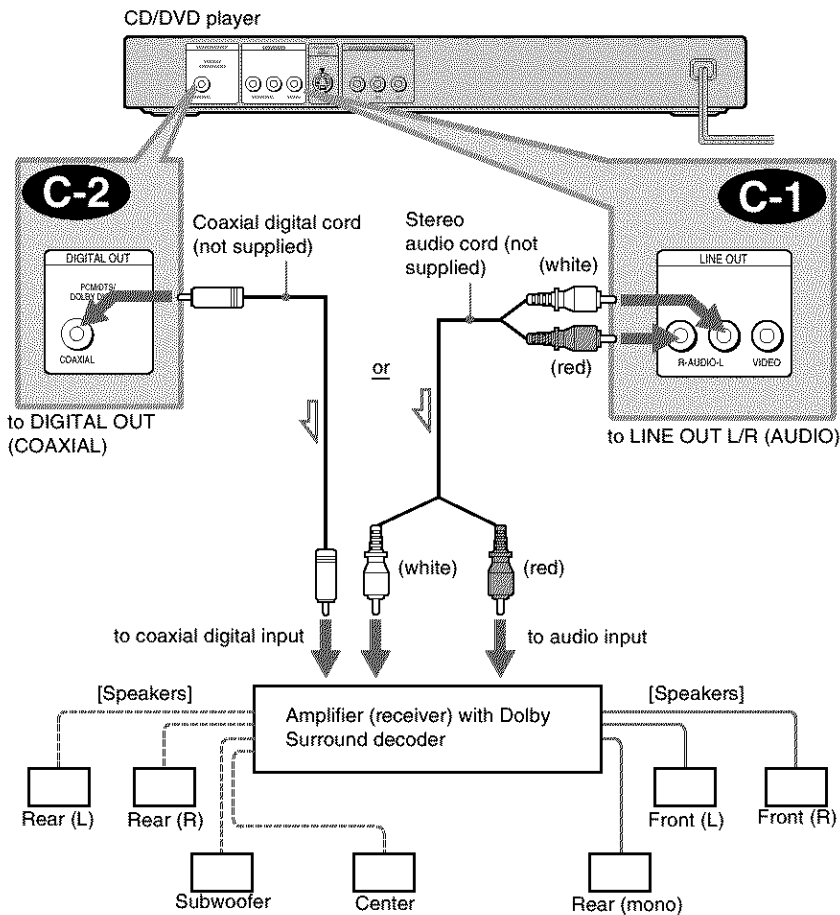 CD/DVD player
C-2
C-1
Coaxial digital cord
(not supplied)
Stereo
audio cord (not
supplied)
(white)
(red)
DIGITAL OUT
PCM/DTS/
COAXIAL
LINE OUT
R-AUDIO-L
VIDEO
or
to DIGITAL OUT
(COAXIAL)
to LINE OUT L/R (AUDIO)
(white)
(red)
to coaxial digital input
to audio input
[Speakers]
[Speakers]
Amplifier (receiver) with Dolby
Surround decoder
Rear (L)
Rear (R)
Front (L)
Front (R)
Subwoofer
Center
Rear (mono)